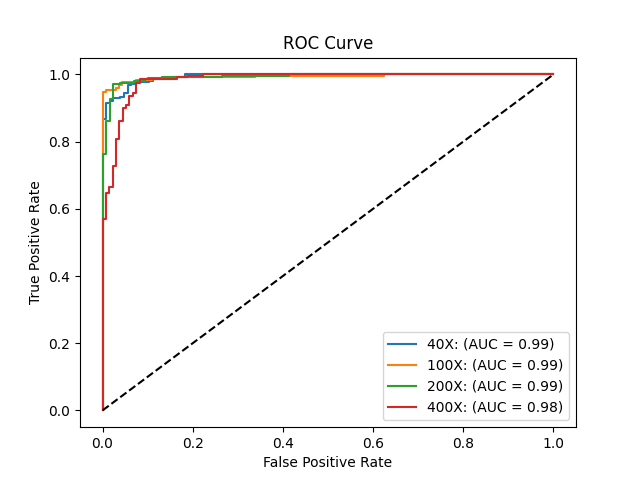 ROC Curve
True Positive Rate
1.0
0.8
0.6
0.4
0.2
0.0
40X: (AUC = 0.99)
100X: (AUC = 0.99)
200X: (AUC = 0.99)
400X: (AUC = 0.98)
0.0 0.2 0.4 0.6 0.8 1.0
False Positive Rate